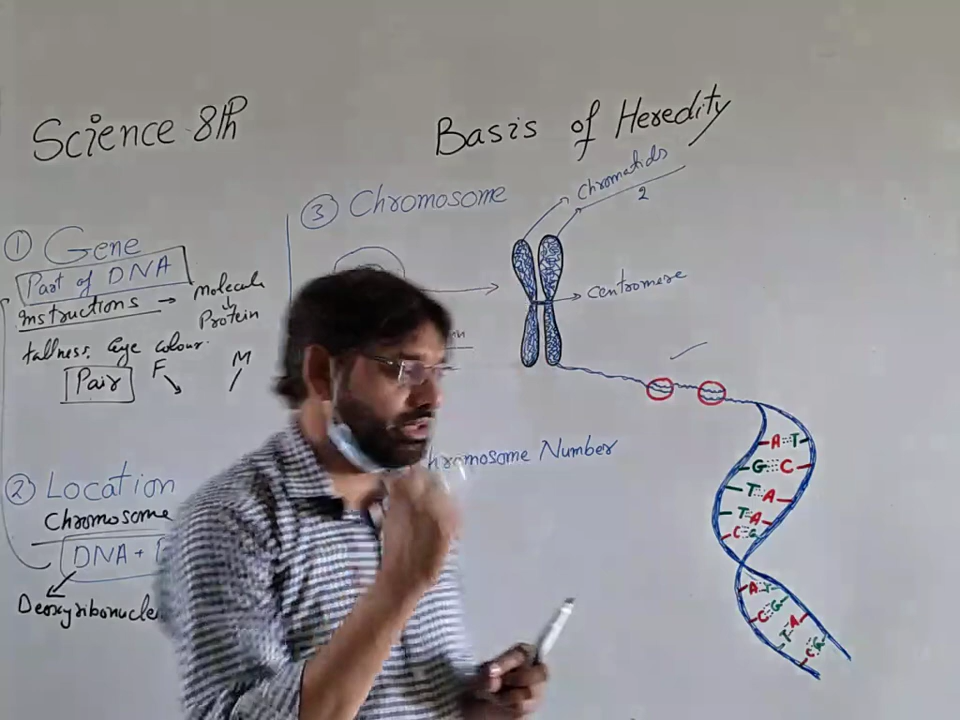 Science 8th
Basis of Heredity
① Gene
Part of DNA
instructions → Molecule
Protein
tallness, eye colour.
Pair F M
② Location
Chromosome
DNA +
③ Chromosome
Chromatids
2
Centromere
Chromosome Number
A T
G C
T A
T A
C G
A T
C G
T A
C G